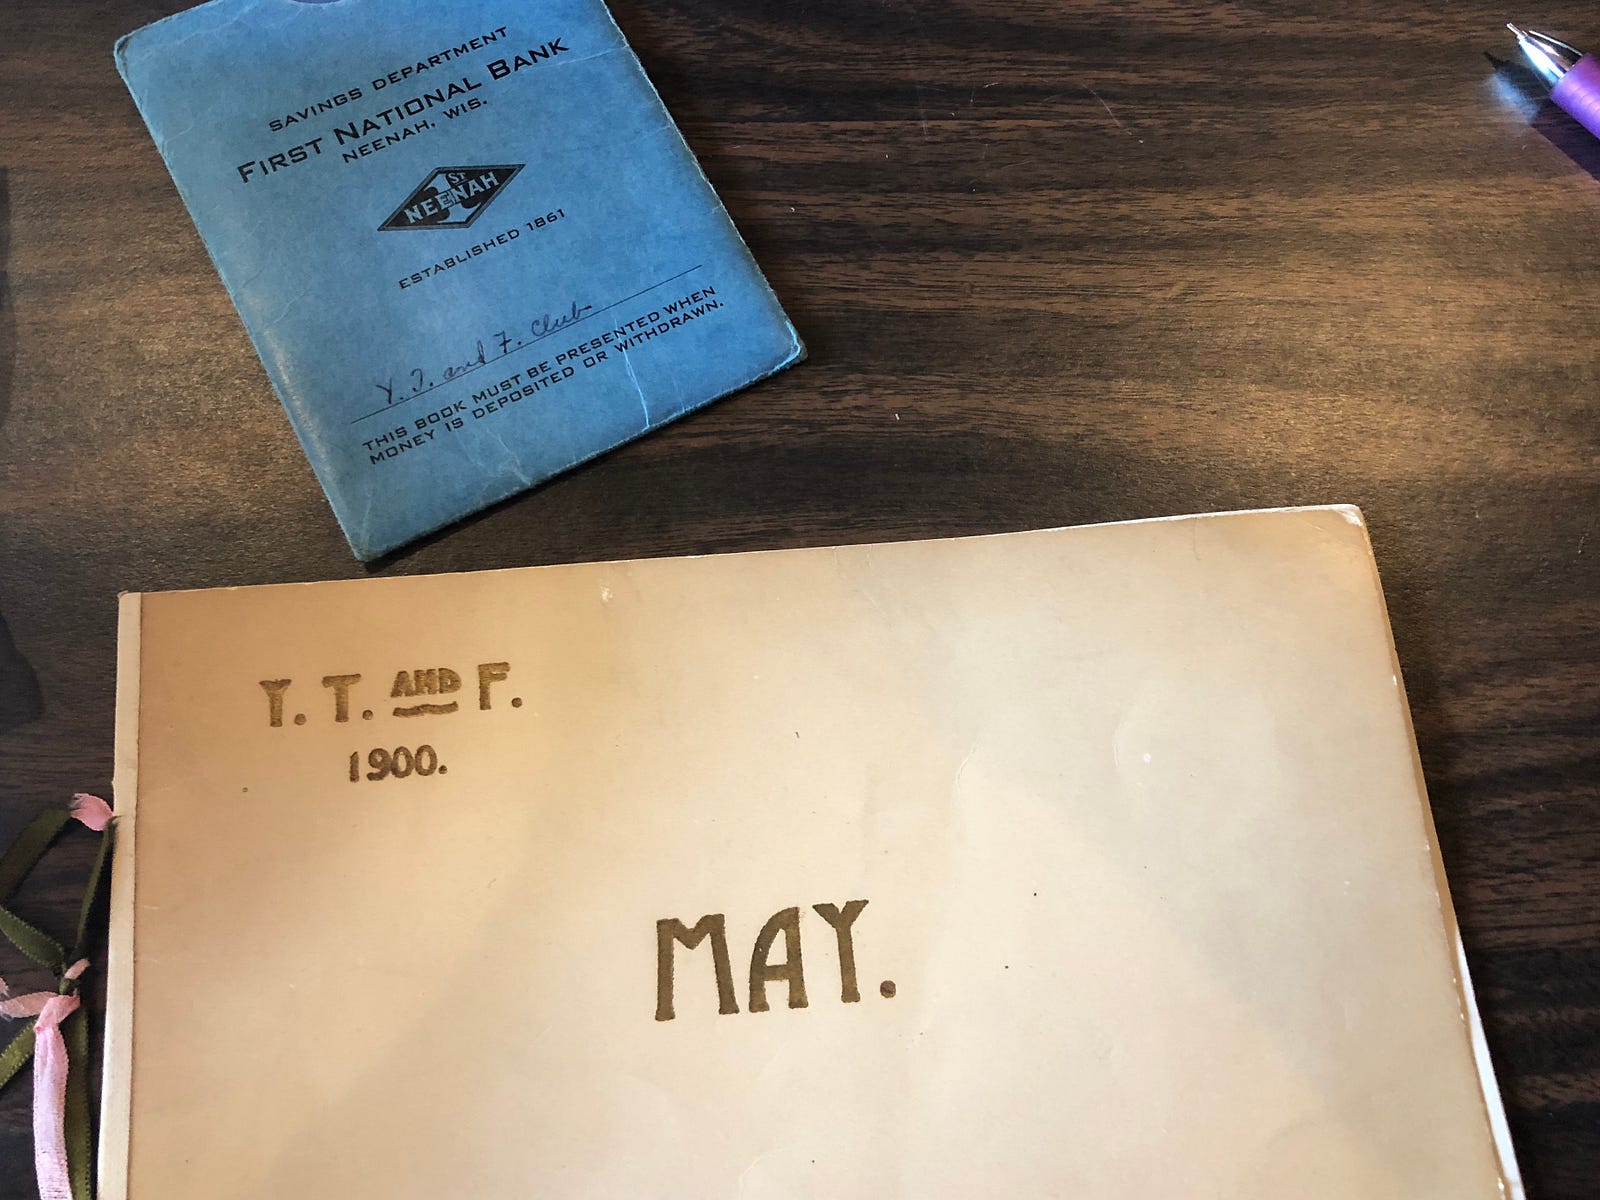 SAVINGS DEPARTMENT
FIRST NATIONAL BANK
NEENAH, WIS.
1ST
NEENAH
ESTABLISHED 1861
Y. T. and F. Club
THIS BOOK MUST BE PRESENTED WHEN
MONEY IS DEPOSITED OR WITHDRAWN.
Y. T. AND F.
1900.
MAY.